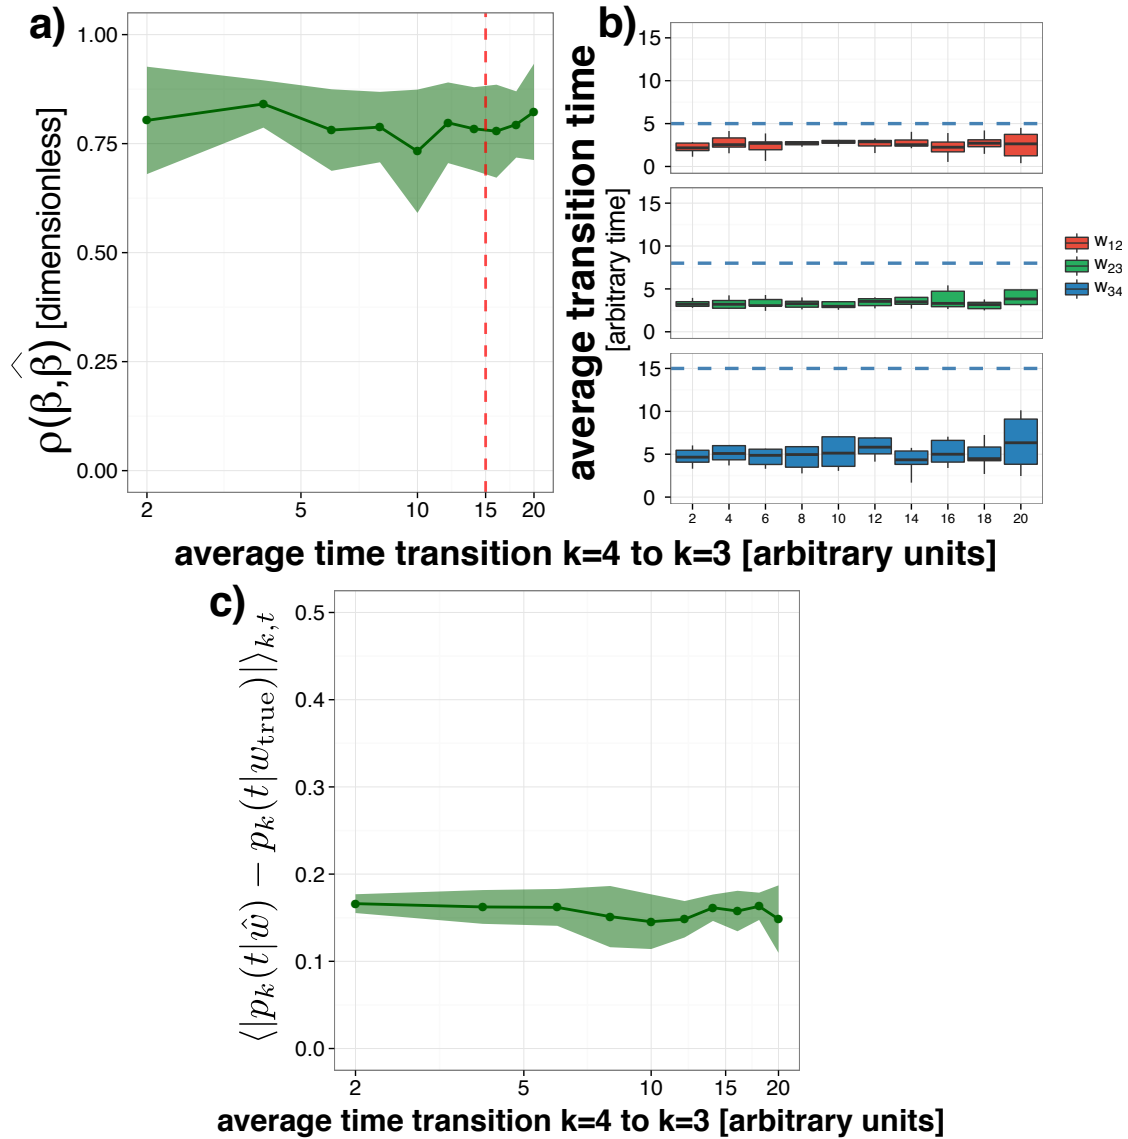 a)
ρ(β,β̂) [dimensionless]
1.00
0.75
0.50
0.25
0.00
2 5 10 15 20
b)
average transition time
[arbitrary time]
15
10
5
0
15
10
5
0
15
10
5
0
2 4 6 8 10 12 14 16 18 20
w12
w23
w34
average time transition k=4 to k=3 [arbitrary units]
c)
⟨|pₖ(t|ŵ) − pₖ(t|w_true)|⟩ₖ,ₜ
0.5
0.4
0.3
0.2
0.1
0.0
2 5 10 15 20
average time transition k=4 to k=3 [arbitrary units]